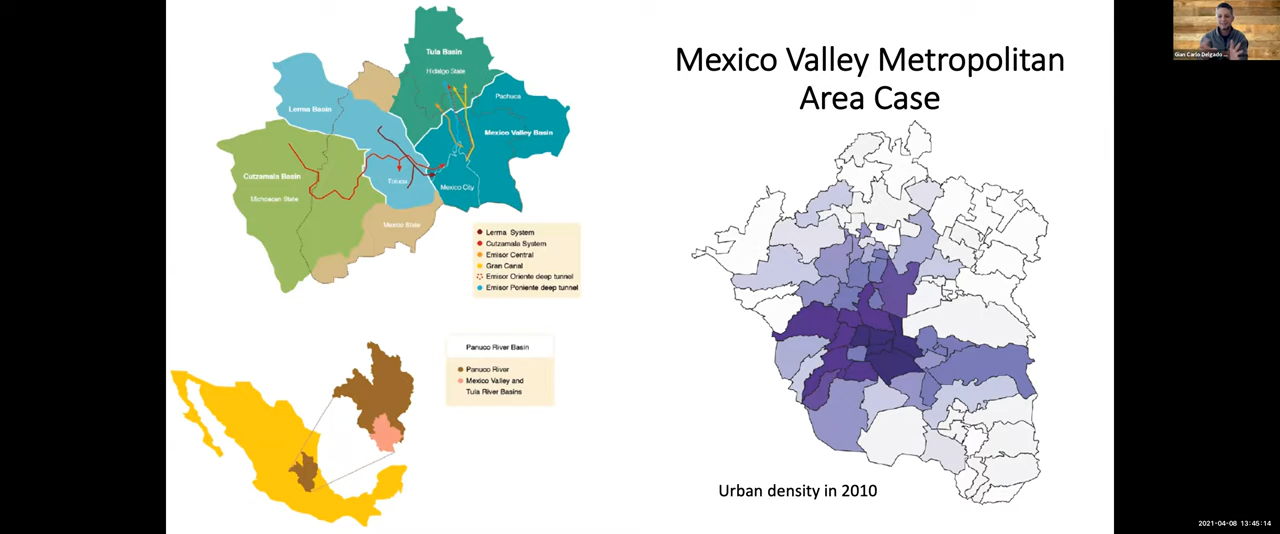 Mexico Valley Metropolitan
Area Case
Gian Carlo Delgado ...
Tula Basin
Hidalgo State
Pachuca
Lerma Basin
Mexico Valley Basin
Cutzamala Basin
Toluca
Mexico City
Michoacan State
Mexico State
Lerma System
Cutzamala System
Emisor Central
Gran Canal
Emisor Oriente deep tunnel
Emisor Poniente deep tunnel
Panuco River Basin
Panuco River
Mexico Valley and
Tula River Basins
Urban density in 2010
2021-04-08 13:45:14